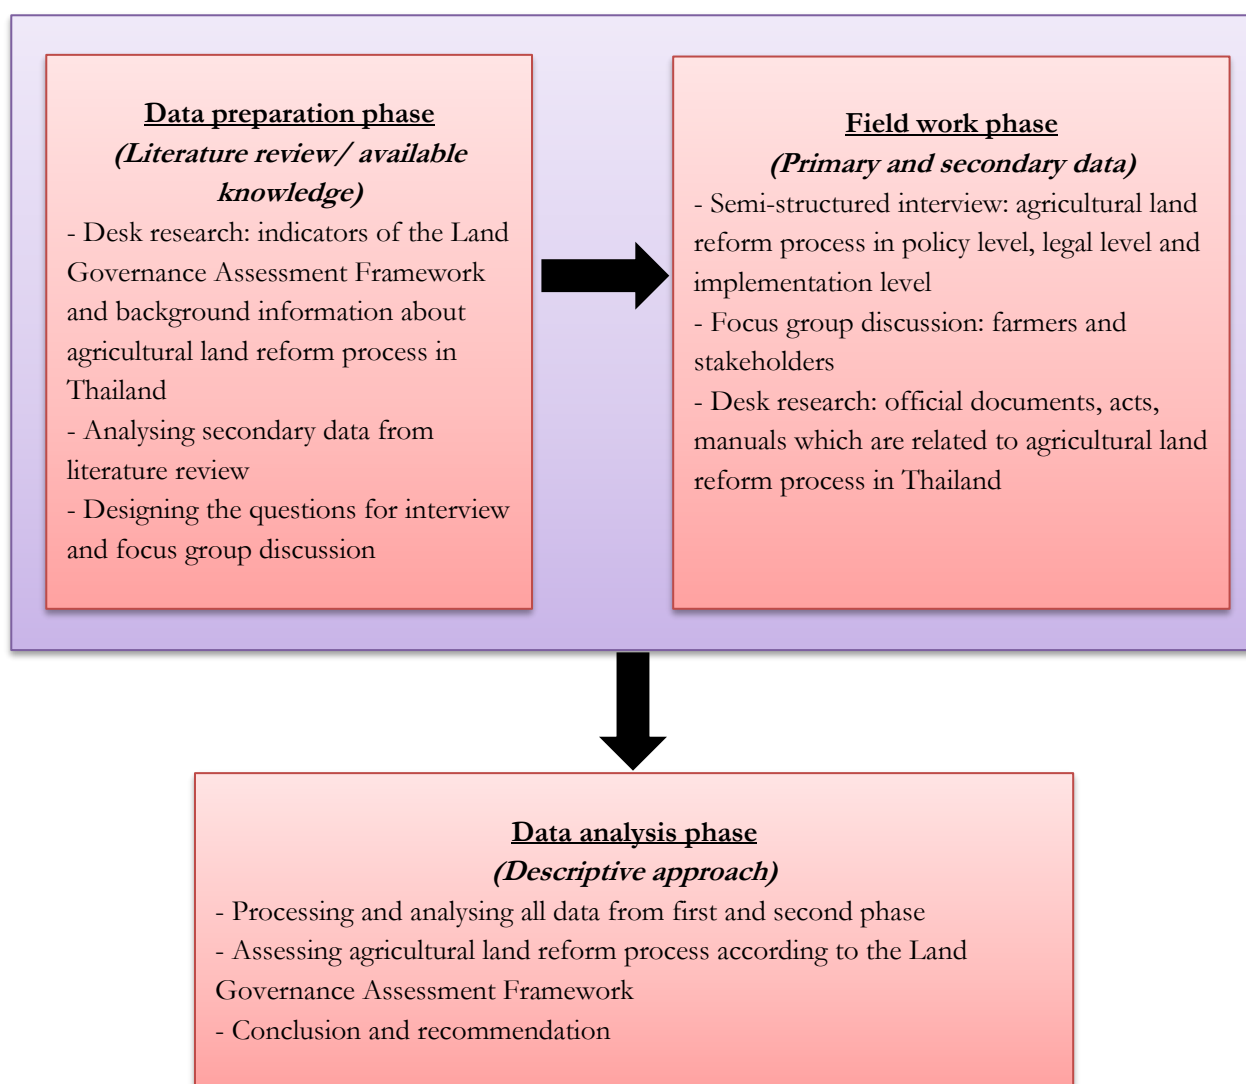 Data preparation phase
(Literature review/ available
knowledge)
- Desk research: indicators of the Land
Governance Assessment Framework
and background information about
agricultural land reform process in
Thailand
- Analysing secondary data from
literature review
- Designing the questions for interview
and focus group discussion
Field work phase
(Primary and secondary data)
- Semi-structured interview: agricultural land
reform process in policy level, legal level and
implementation level
- Focus group discussion: farmers and
stakeholders
- Desk research: official documents, acts,
manuals which are related to agricultural land
reform process in Thailand
Data analysis phase
(Descriptive approach)
- Processing and analysing all data from first and second phase
- Assessing agricultural land reform process according to the Land
Governance Assessment Framework
- Conclusion and recommendation